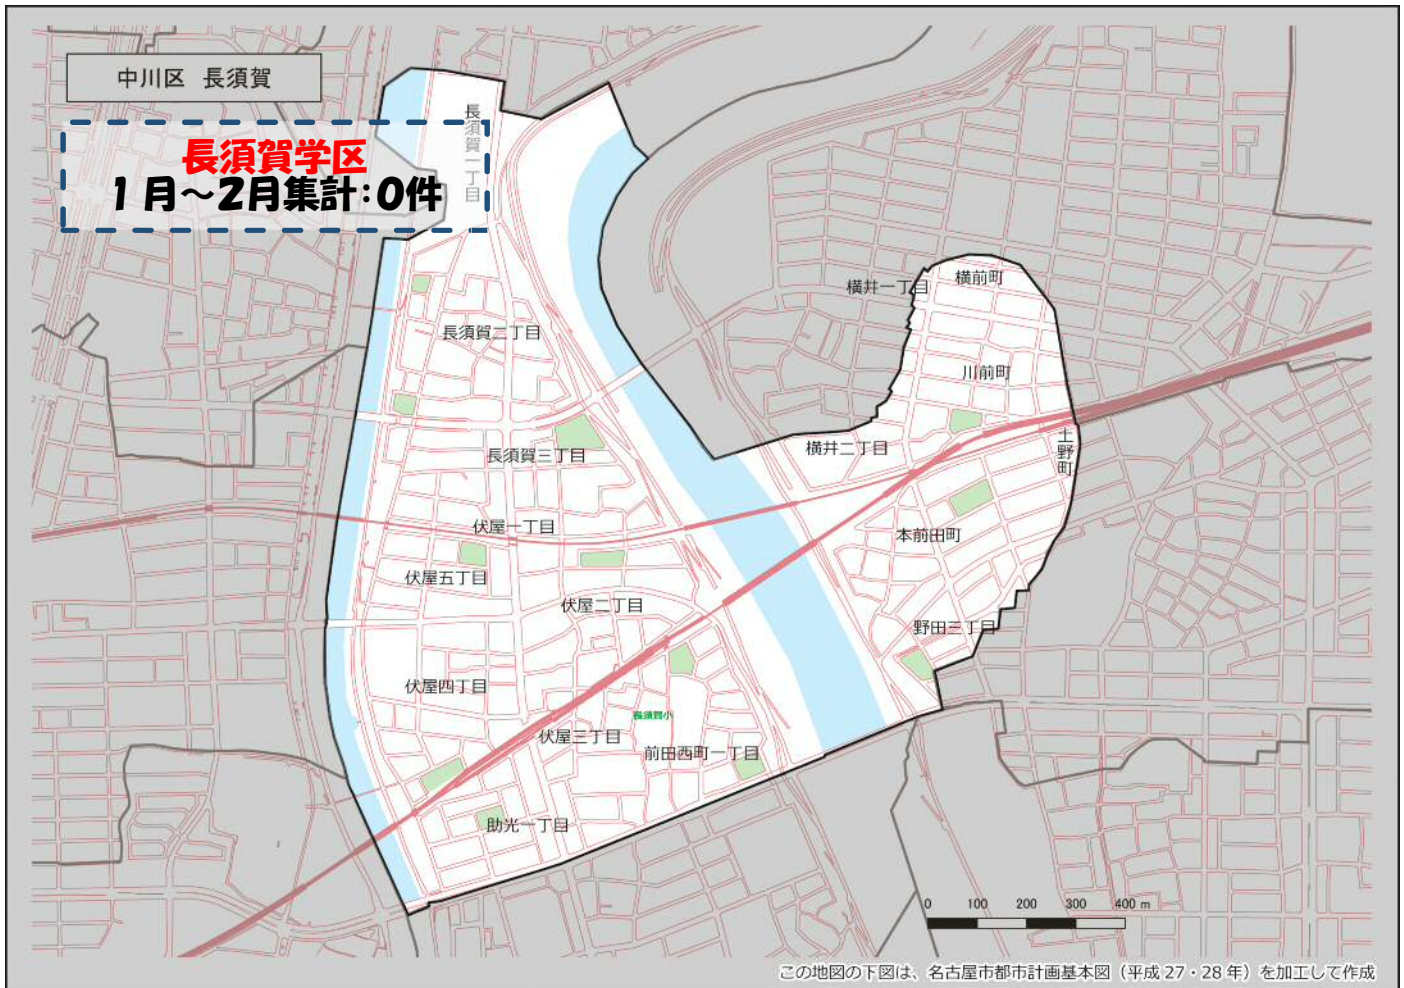 中川区 長須賀
長須賀学区
1月～2月集計:0件
長須賀一丁目
横井一丁目
横前町
長須賀二丁目
川前町
土野町
横井二丁目
長須賀三丁目
伏屋一丁目
本前田町
伏屋五丁目
伏屋二丁目
野田三丁目
伏屋四丁目
長須賀小
伏屋三丁目
前田西町一丁目
助光一丁目
0 100 200 300 400 m
この地図の下図は、名古屋市都市計画基本図（平成 27・28 年）を加工して作成